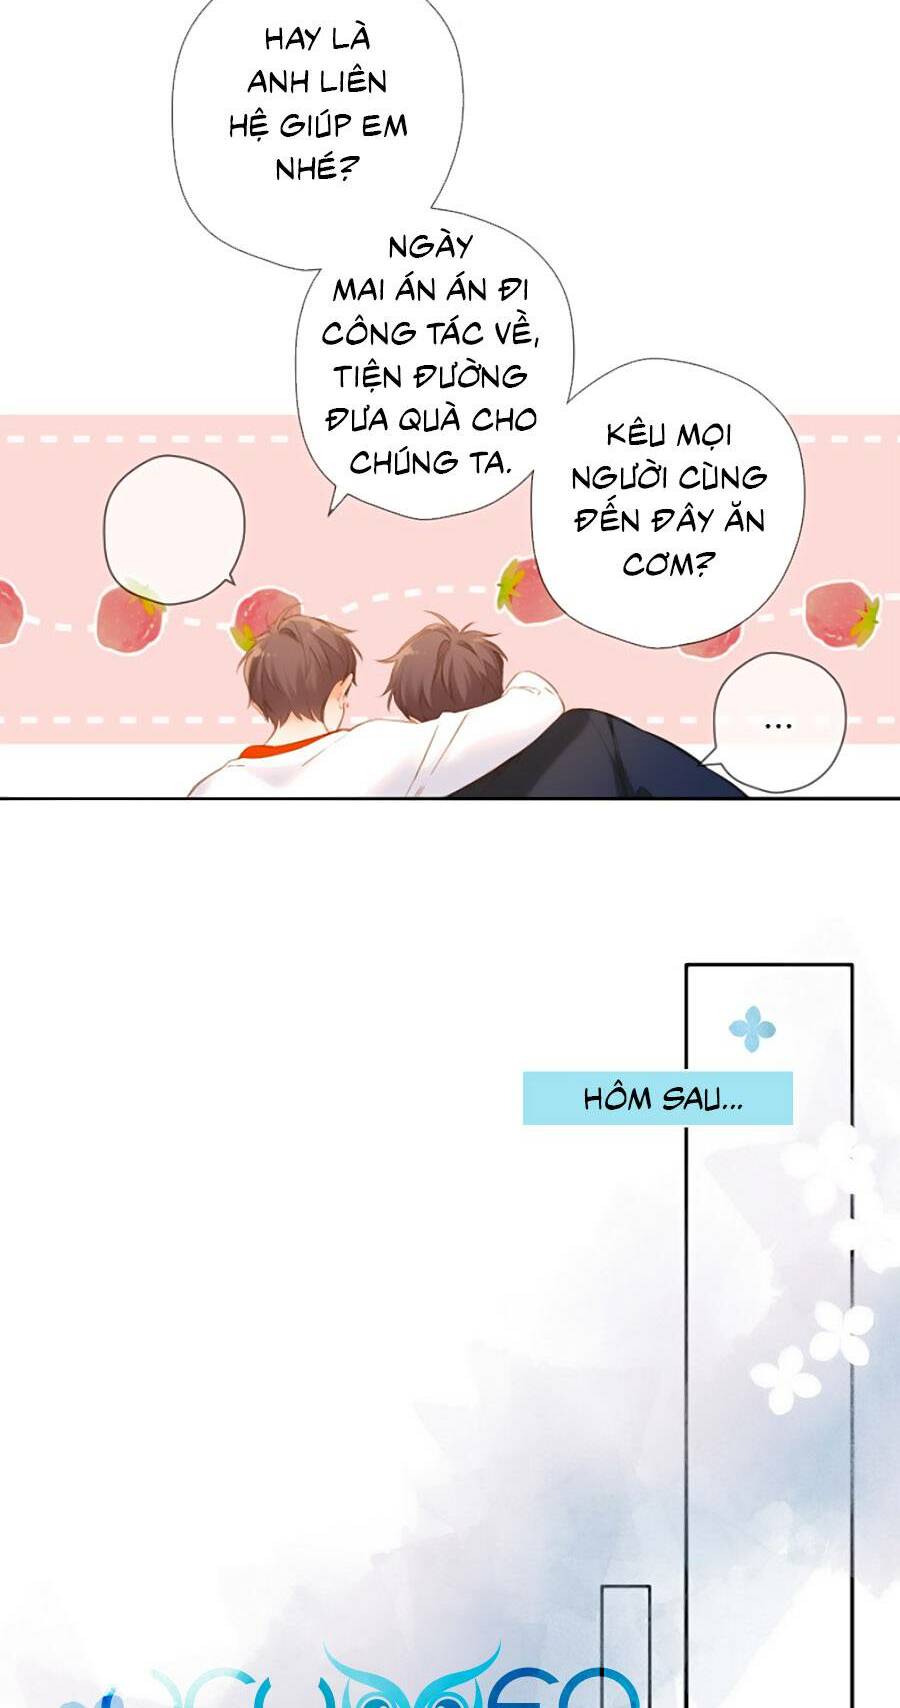 HAY LÀ
ANH LIÊN
HỆ GIÚP EM
NHÉ?
NGÀY
MAI ÁN ÁN ĐI
CÔNG TÁC VỀ,
TIỆN ĐƯỜNG
ĐƯA QUÀ CHO
CHÚNG TA.
KÊU MỌI
NGƯỜI CÙNG
ĐẾN ĐÂY ĂN
CƠM?
...
HÔM SAU...